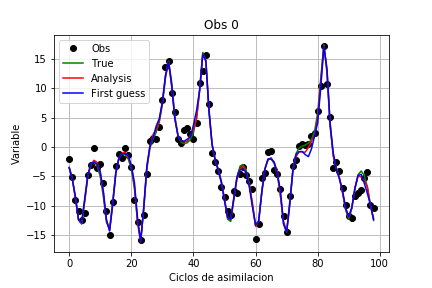 Obs 0
Obs
True
Analysis
First guess
Variable
15
10
5
0
−5
−10
−15
0
20
40
60
80
100
Ciclos de asimilacion